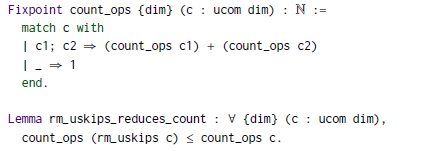 Fixpoint count_ops {dim} (c : ucom dim) : ℕ :=
match c with
| c1; c2 ⇒ (count_ops c1) + (count_ops c2)
| _ ⇒ 1
end.
Lemma rm_uskips_reduces_count : ∀ {dim} (c : ucom dim),
count_ops (rm_uskips c) ≤ count_ops c.